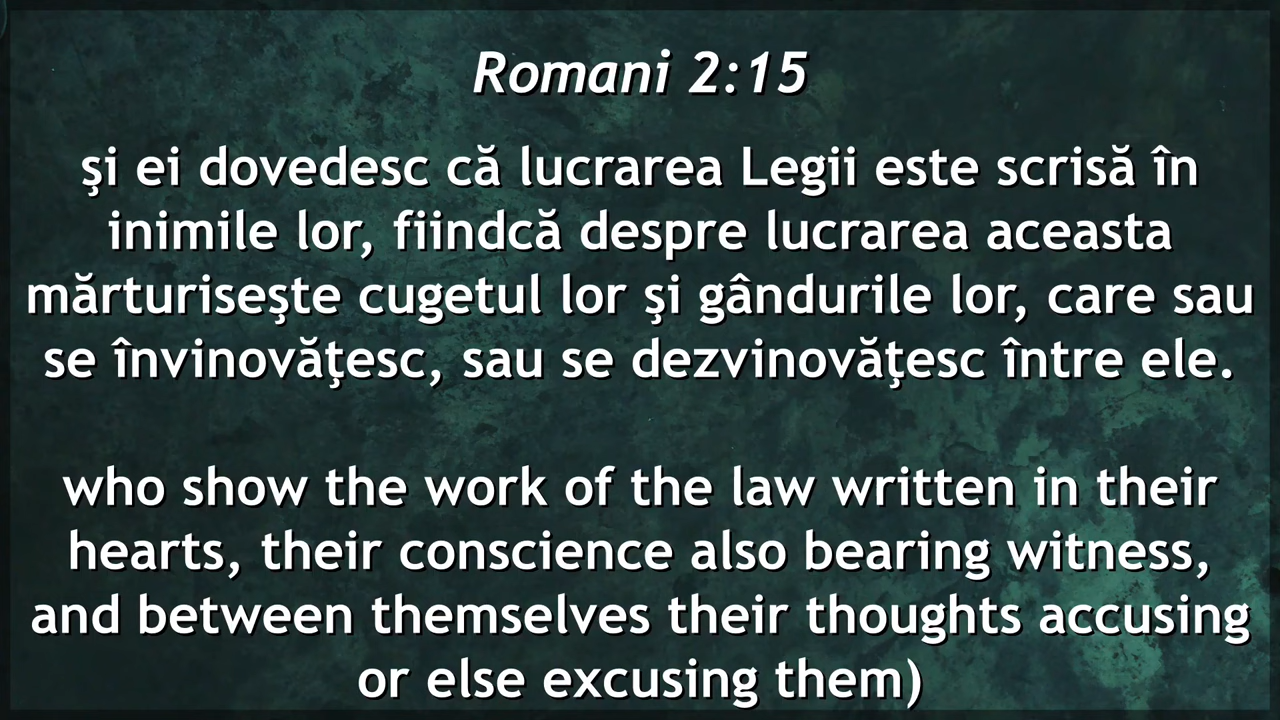 Romani 2:15
şi ei dovedesc că lucrarea Legii este scrisă în
inimile lor, fiindcă despre lucrarea aceasta
mărturiseşte cugetul lor şi gândurile lor, care sau
se învinovăţesc, sau se dezvinovăţesc între ele.
who show the work of the law written in their
hearts, their conscience also bearing witness,
and between themselves their thoughts accusing
or else excusing them)